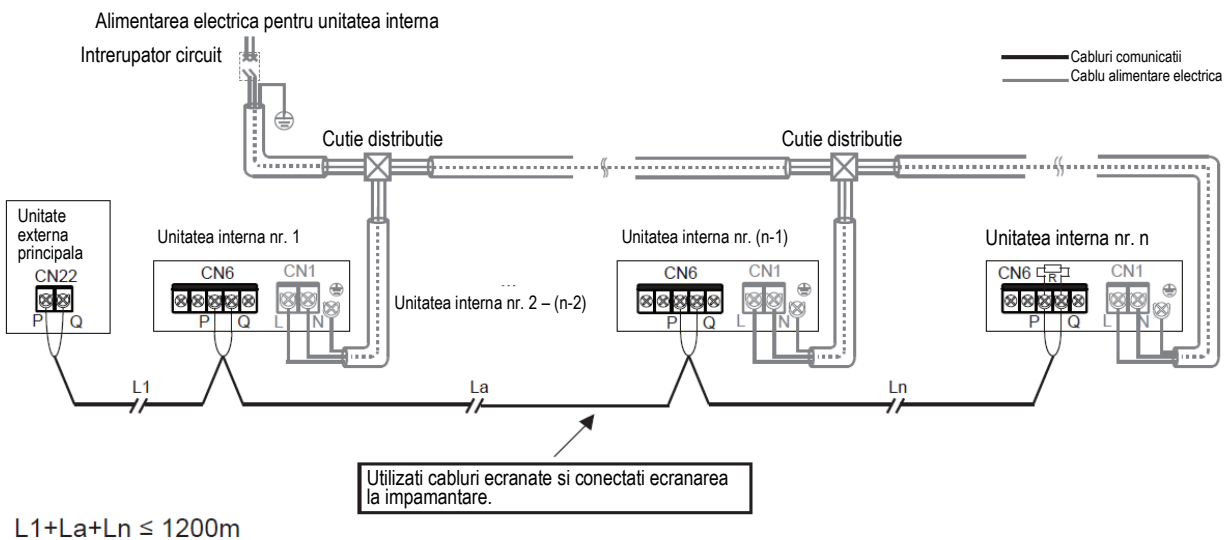 Alimentarea electrica pentru unitatea interna
Intrerupator circuit
Cabluri comunicatii
Cablu alimentare electrica
Cutie distributie
Cutie distributie
Unitate
externa
principala
CN22
P Q
Unitatea interna nr. 1
CN6 CN1
P Q L N
...
Unitatea interna nr. 2 – (n-2)
Unitatea interna nr. (n-1)
CN6 CN1
P Q L N
Unitatea interna nr. n
CN6 R CN1
P Q L N
L1
La
Ln
Utilizati cabluri ecranate si conectati ecranarea
la impamantare.
L1+La+Ln ≤ 1200m